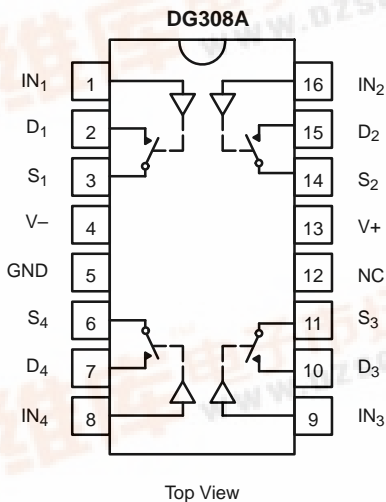 DG308A
IN1 1 16 IN2
D1 2 15 D2
S1 3 14 S2
V– 4 13 V+
GND 5 12 NC
S4 6 11 S3
D4 7 10 D3
IN4 8 9 IN3
Top View